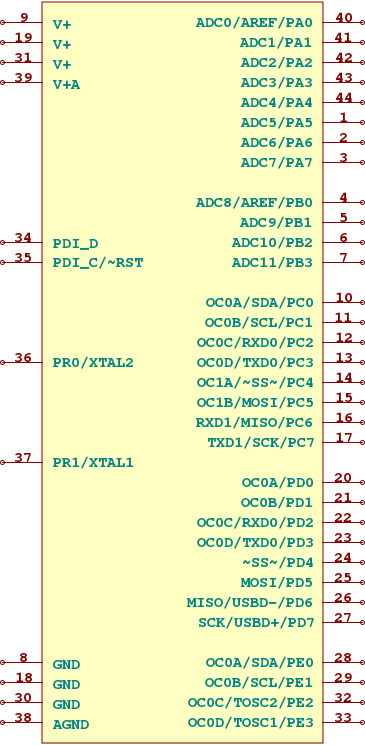 9 V+ ADC0/AREF/PA0 40
19 V+ ADC1/PA1 41
31 V+ ADC2/PA2 42
39 V+A ADC3/PA3 43
ADC4/PA4 44
ADC5/PA5 1
ADC6/PA6 2
ADC7/PA7 3
ADC8/AREF/PB0 4
ADC9/PB1 5
34 PDI_D ADC10/PB2 6
35 PDI_C/~RST ADC11/PB3 7
OC0A/SDA/PC0 10
OC0B/SCL/PC1 11
OC0C/RXD0/PC2 12
36 PR0/XTAL2 OC0D/TXD0/PC3 13
OC1A/~SS~/PC4 14
OC1B/MOSI/PC5 15
RXD1/MISO/PC6 16
TXD1/SCK/PC7 17
37 PR1/XTAL1
OC0A/PD0 20
OC0B/PD1 21
OC0C/RXD0/PD2 22
OC0D/TXD0/PD3 23
~SS~/PD4 24
MOSI/PD5 25
MISO/USBD-/PD6 26
SCK/USBD+/PD7 27
8 GND OC0A/SDA/PE0 28
18 GND OC0B/SCL/PE1 29
30 GND OC0C/TOSC2/PE2 32
38 AGND OC0D/TOSC1/PE3 33